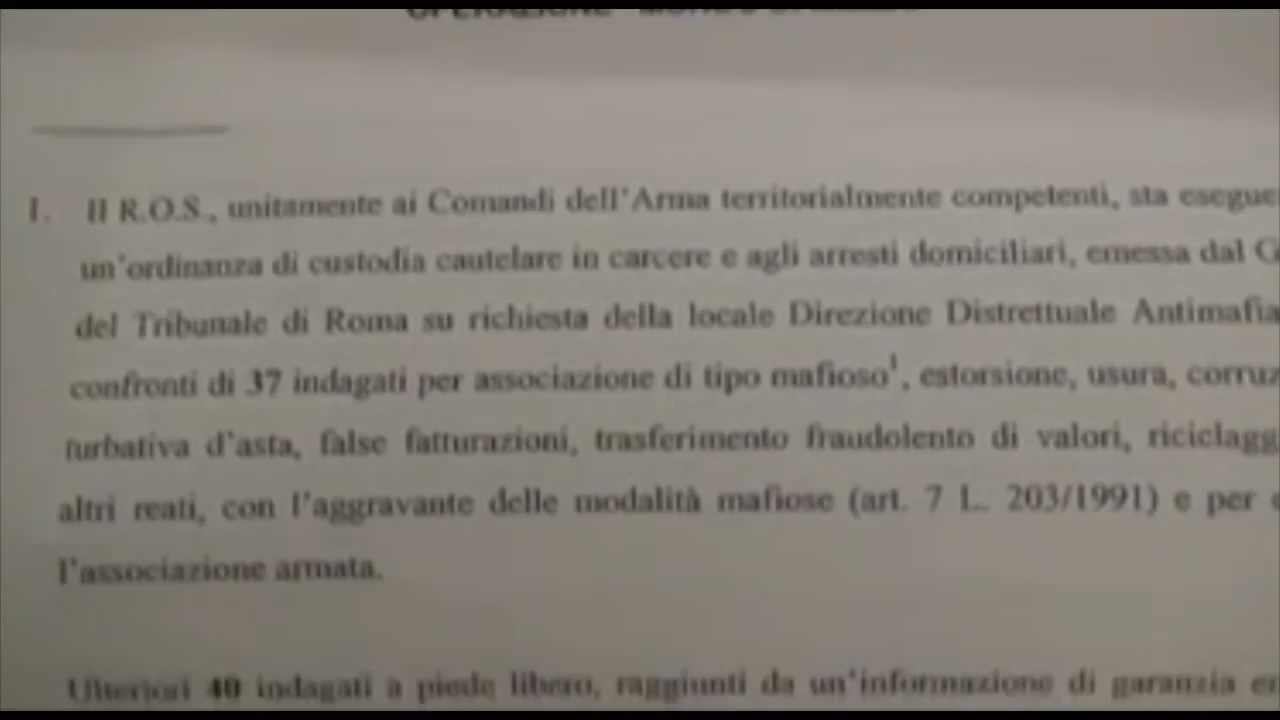 OPERAZIONE
1. Il R.O.S., unitamente ai Comandi dell'Arma territorialmente competenti, sta esegue
un'ordinanza di custodia cautelare in carcere e agli arresti domiciliari, emessa dal G
del Tribunale di Roma su richiesta della locale Direzione Distrettuale Antimafia
confronti di 37 indagati per associazione di tipo mafioso¹, estorsione, usura, corruz
turbativa d'asta, false fatturazioni, trasferimento fraudolento di valori, riciclagg
altri reati, con l'aggravante delle modalità mafiose (art. 7 L. 203/1991) e per
l'associazione armata.
Ulteriori 40 indagati a piede libero, raggiunti da un'informazione di garanzia